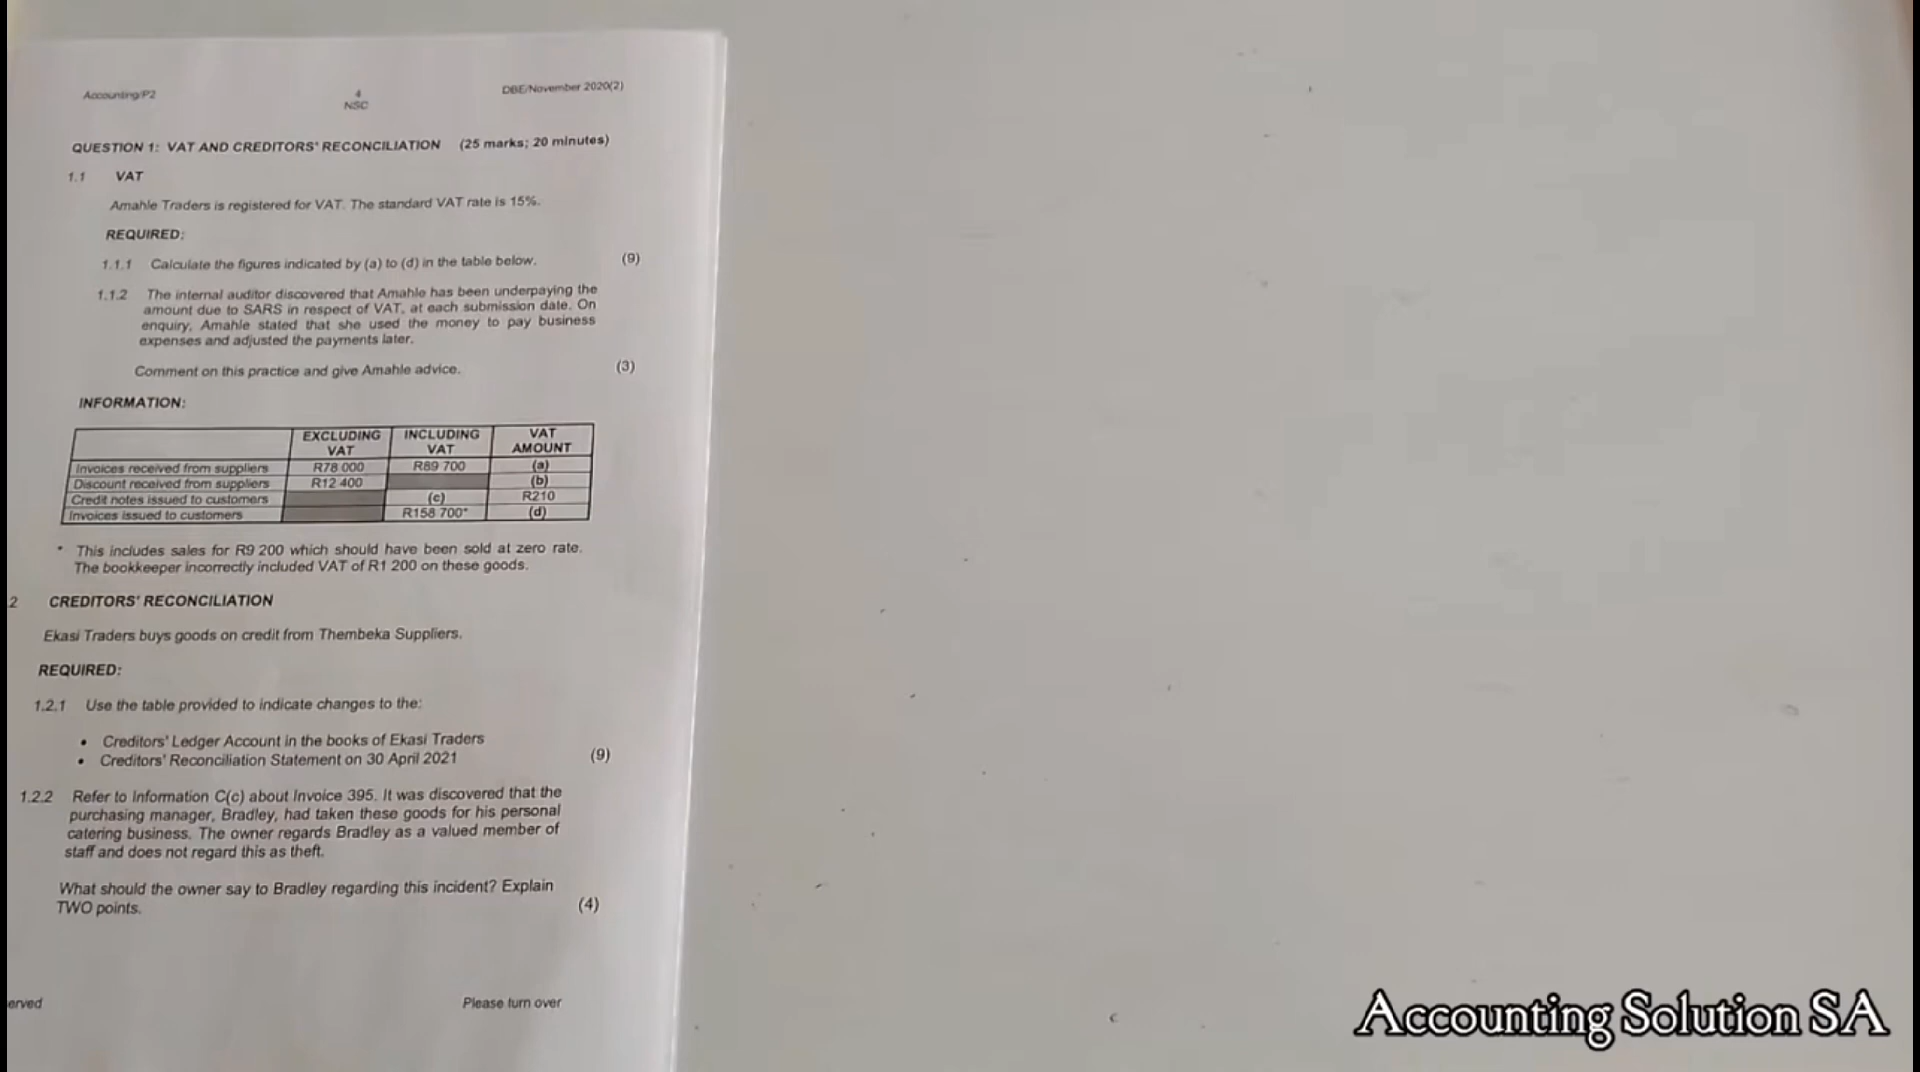 Accounting/P2
4
NSC
DBE/November 2020(2)
QUESTION 1: VAT AND CREDITORS' RECONCILIATION (25 marks; 20 minutes)
1.1 VAT
Amahle Traders is registered for VAT. The standard VAT rate is 15%.
REQUIRED:
1.1.1 Calculate the figures indicated by (a) to (d) in the table below. (9)
1.1.2 The internal auditor discovered that Amahle has been underpaying the
amount due to SARS in respect of VAT, at each submission date. On
enquiry, Amahle stated that she used the money to pay business
expenses and adjusted the payments later.
Comment on this practice and give Amahle advice. (3)
INFORMATION:
EXCLUDING VAT INCLUDING VAT VAT AMOUNT
Invoices received from suppliers R78 000 R89 700 (a)
Discount received from suppliers R12 400 (b)
Credit notes issued to customers (c) R210
Invoices issued to customers R158 700* (d)
* This includes sales for R9 200 which should have been sold at zero rate.
The bookkeeper incorrectly included VAT of R1 200 on these goods.
.2 CREDITORS' RECONCILIATION
Ekasi Traders buys goods on credit from Thembeka Suppliers.
REQUIRED:
1.2.1 Use the table provided to indicate changes to the:
• Creditors' Ledger Account in the books of Ekasi Traders
• Creditors' Reconciliation Statement on 30 April 2021 (9)
1.2.2 Refer to Information C(c) about Invoice 395. It was discovered that the
purchasing manager, Bradley, had taken these goods for his personal
catering business. The owner regards Bradley as a valued member of
staff and does not regard this as theft.
What should the owner say to Bradley regarding this incident? Explain
TWO points. (4)
erved
Please turn over
Accounting Solution SA